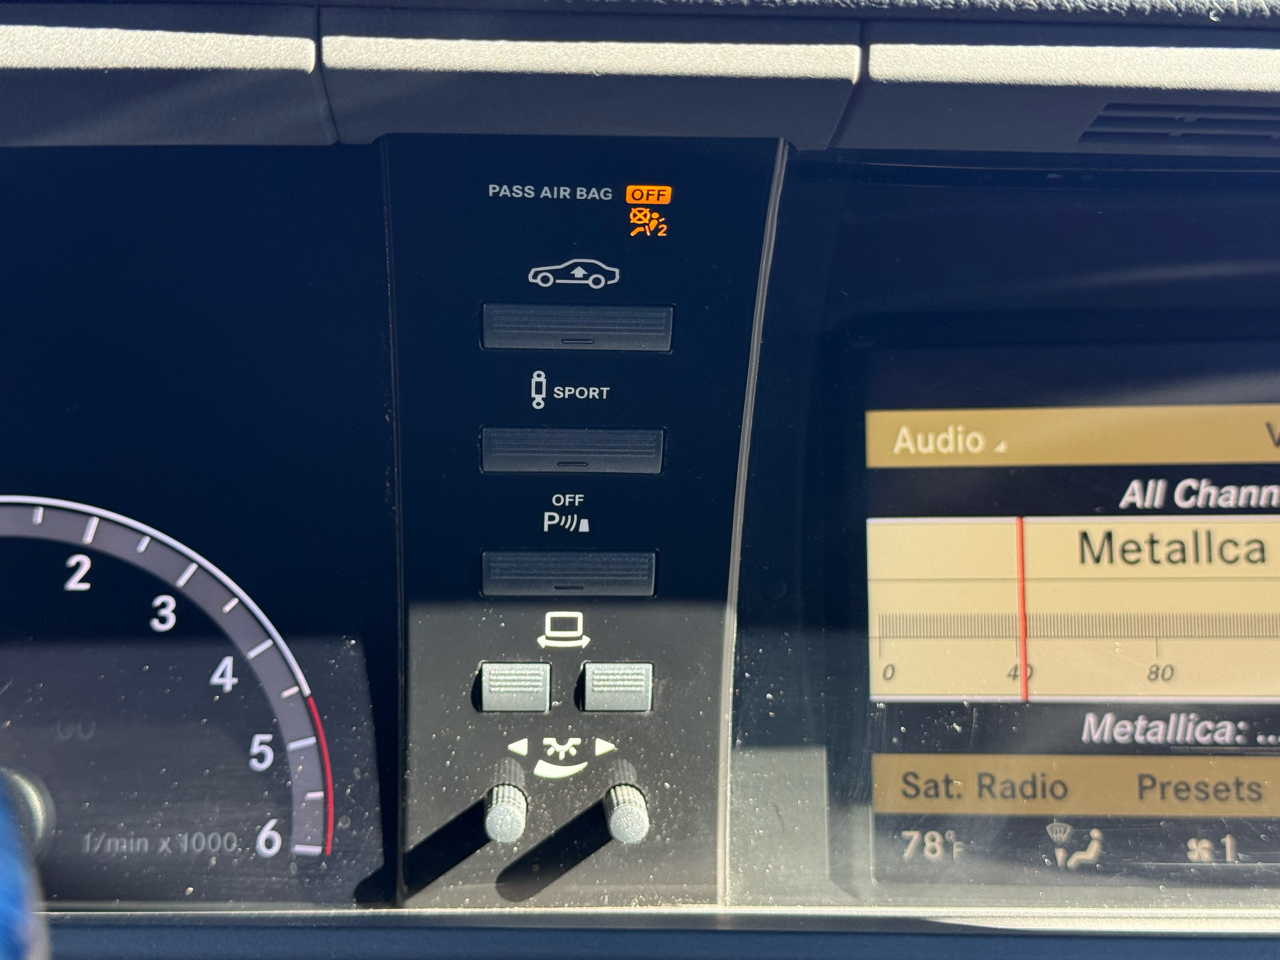 PASS AIR BAG OFF
2
SPORT
OFF
P
2
3
4
5
6
1/min x 1000
Audio
All Chann
Metallca
0 40 80
Metallica: ...
Sat. Radio Presets
78°F 1